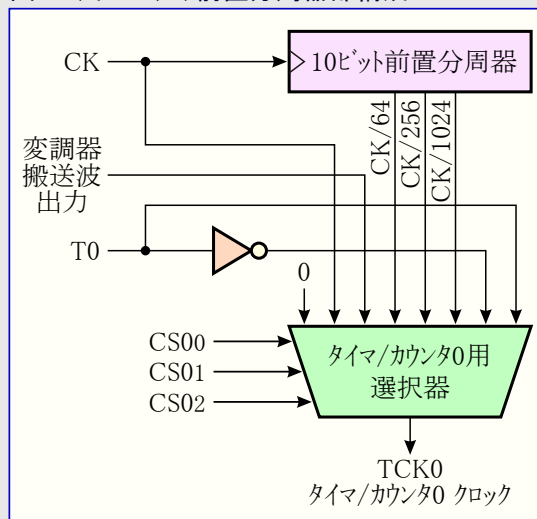 CK
10ビット前置分周器
CK/64
CK/256
CK/1024
変調器
搬送波
出力
T0
0
CS00
CS01
CS02
タイマ/カウンタ0用
選択器
TCK0
タイマ/カウンタ0 クロック